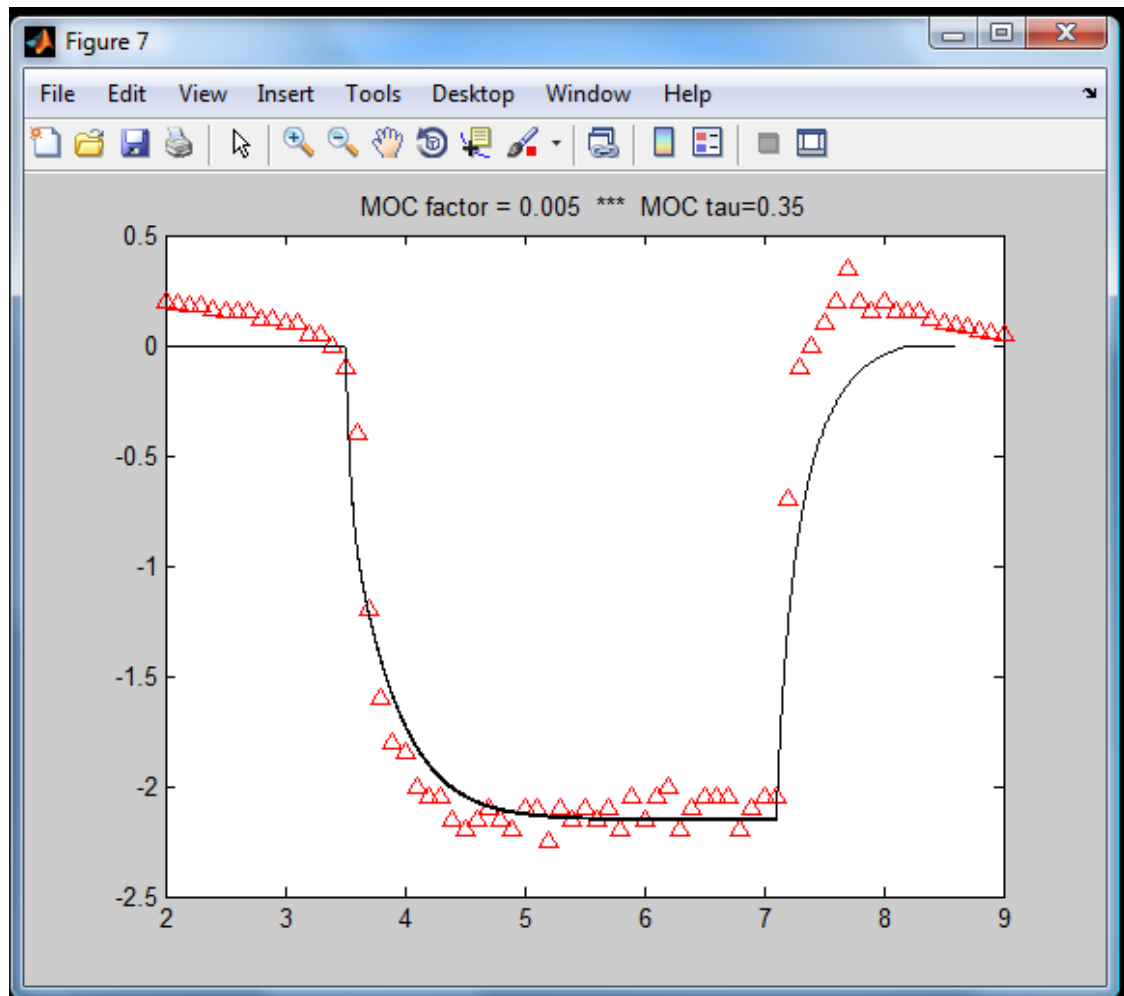 Figure 7
File Edit View Insert Tools Desktop Window Help
MOC factor = 0.005 *** MOC tau=0.35
0.5
0
-0.5
-1
-1.5
-2
-2.5
2 3 4 5 6 7 8 9